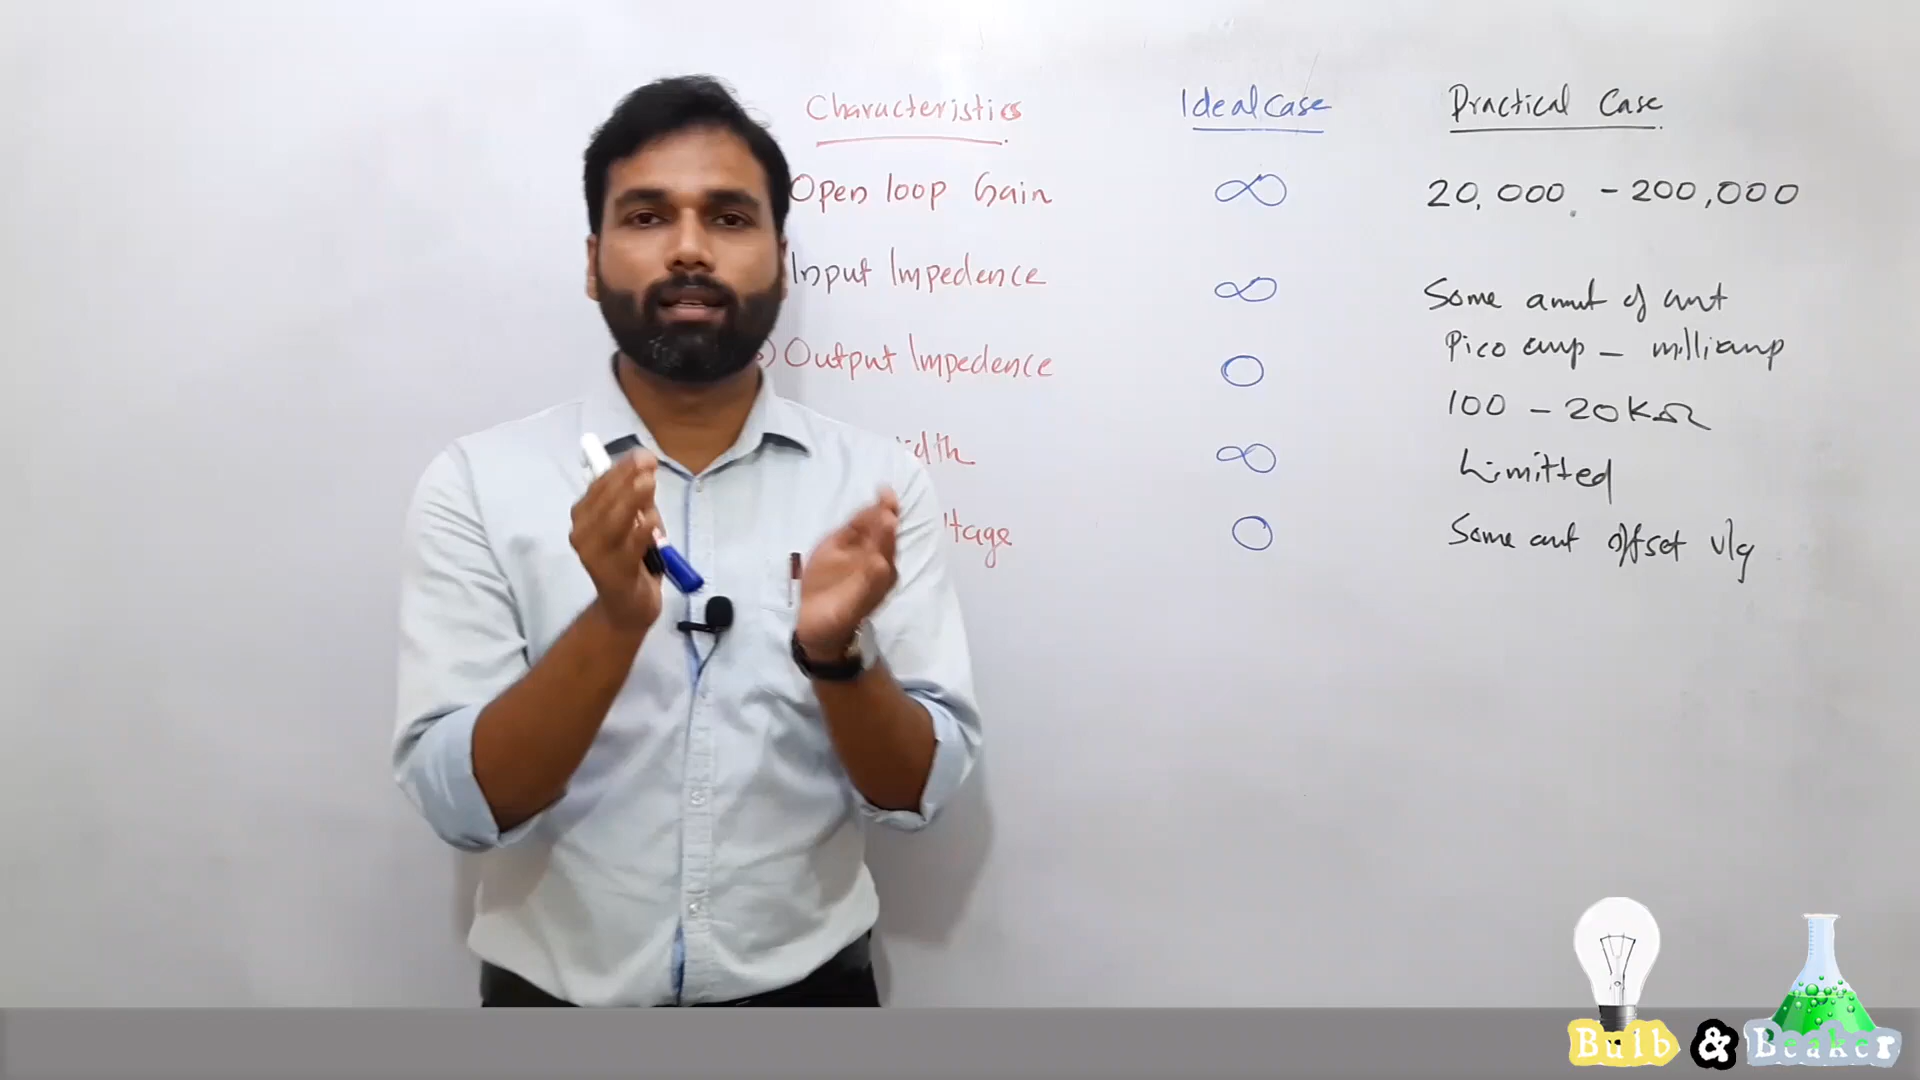 Characteristics Ideal Case Practical Case
Open loop Gain ∞ 20,000 - 200,000
Input Impedence ∞ Some amnt of
Pico amp - milliamp
) Output Impedence 0
100 - 20KΩ
idth ∞ Limitted
ltage 0 Some amt offset vlg
Bulb & Beaker